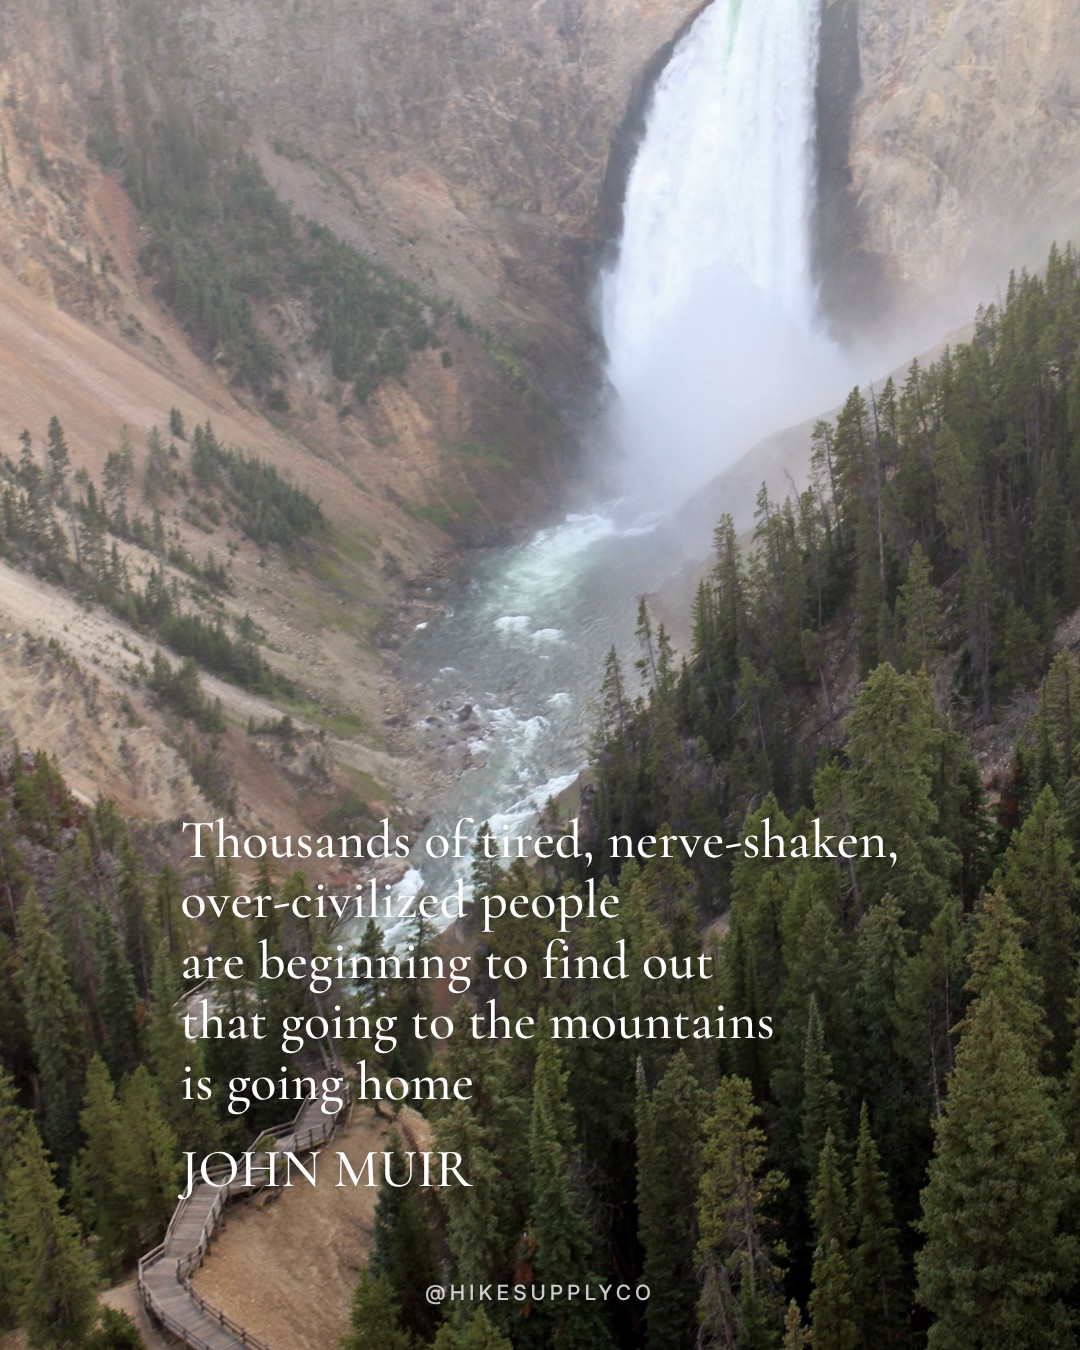 Thousands of tired, nerve-shaken,
over-civilized people
are beginning to find out
that going to the mountains
is going home
JOHN MUIR
@HIKESUPPLYCO